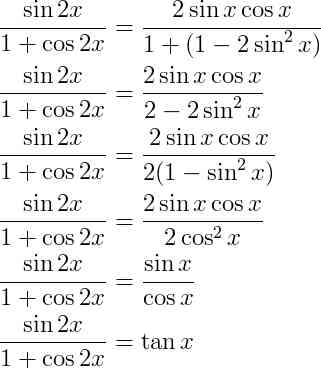 \frac{\sin 2x}{1 + \cos 2x} = \frac{2 \sin x \cos x}{1 + (1 - 2 \sin^2 x)}
\frac{\sin 2x}{1 + \cos 2x} = \frac{2 \sin x \cos x}{2 - 2 \sin^2 x}
\frac{\sin 2x}{1 + \cos 2x} = \frac{2 \sin x \cos x}{2(1 - \sin^2 x)}
\frac{\sin 2x}{1 + \cos 2x} = \frac{2 \sin x \cos x}{2 \cos^2 x}
\frac{\sin 2x}{1 + \cos 2x} = \frac{\sin x}{\cos x}
\frac{\sin 2x}{1 + \cos 2x} = \tan x